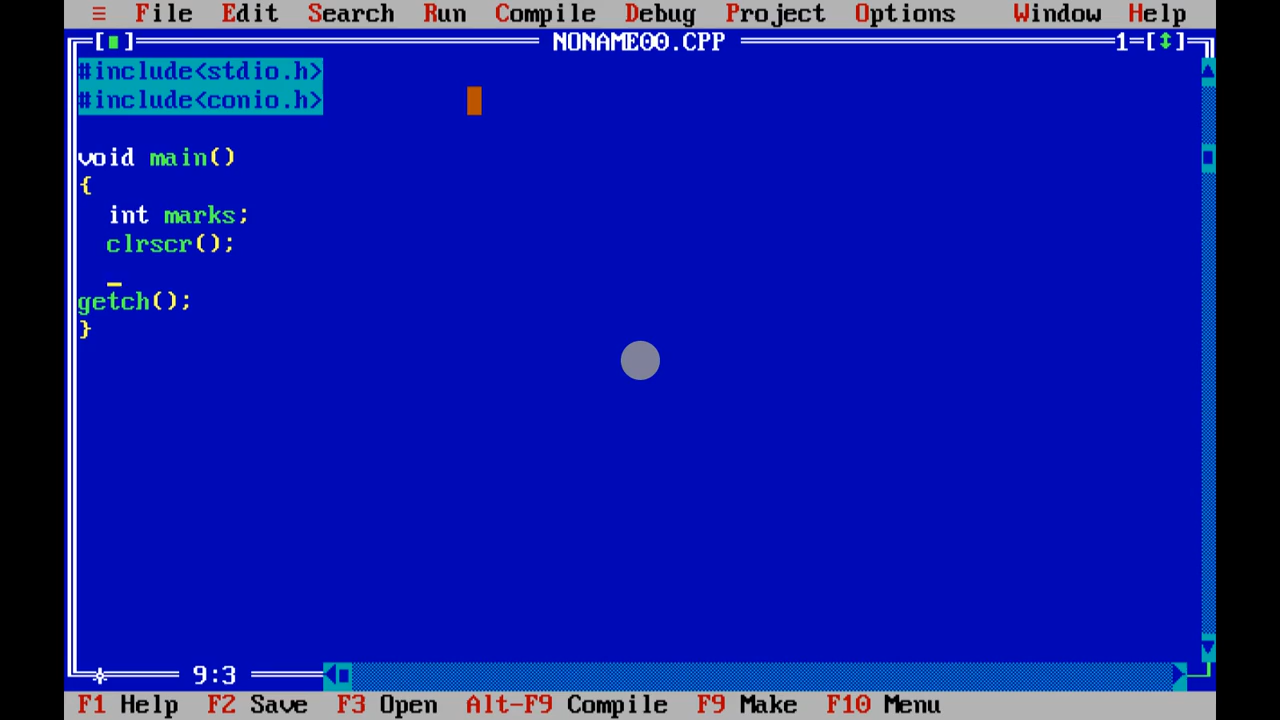 ≡ File Edit Search Run Compile Debug Project Options Window Help
[■] NONAME00.CPP 1=[↕]
#include<stdio.h>
#include<conio.h>
void main()
{
int marks;
clrscr();
_
getch();
}
9:3
F1 Help F2 Save F3 Open Alt-F9 Compile F9 Make F10 Menu